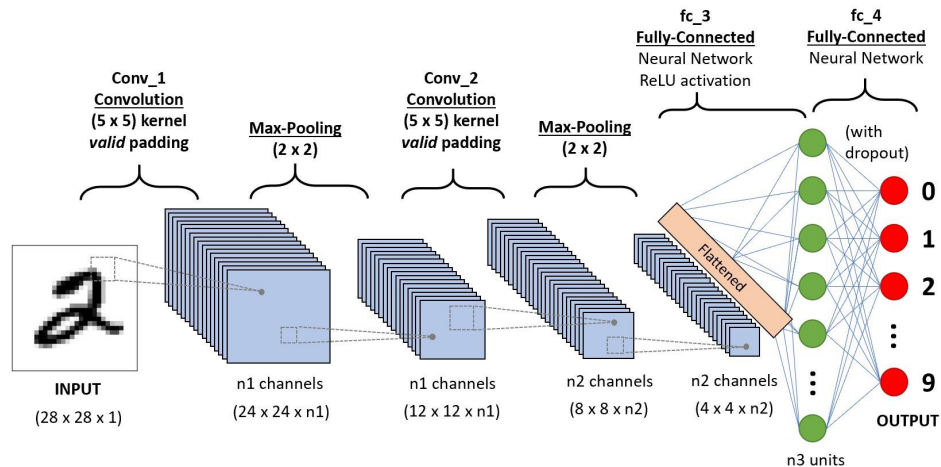 Conv_1
Convolution
(5 x 5) kernel
valid padding
Max-Pooling
(2 x 2)
Conv_2
Convolution
(5 x 5) kernel
valid padding
Max-Pooling
(2 x 2)
fc_3
Fully-Connected
Neural Network
ReLU activation
fc_4
Fully-Connected
Neural Network
(with
dropout)
Flattened
0
1
2
9
OUTPUT
2
INPUT
(28 x 28 x 1)
n1 channels
(24 x 24 x n1)
n1 channels
(12 x 12 x n1)
n2 channels
(8 x 8 x n2)
n2 channels
(4 x 4 x n2)
n3 units